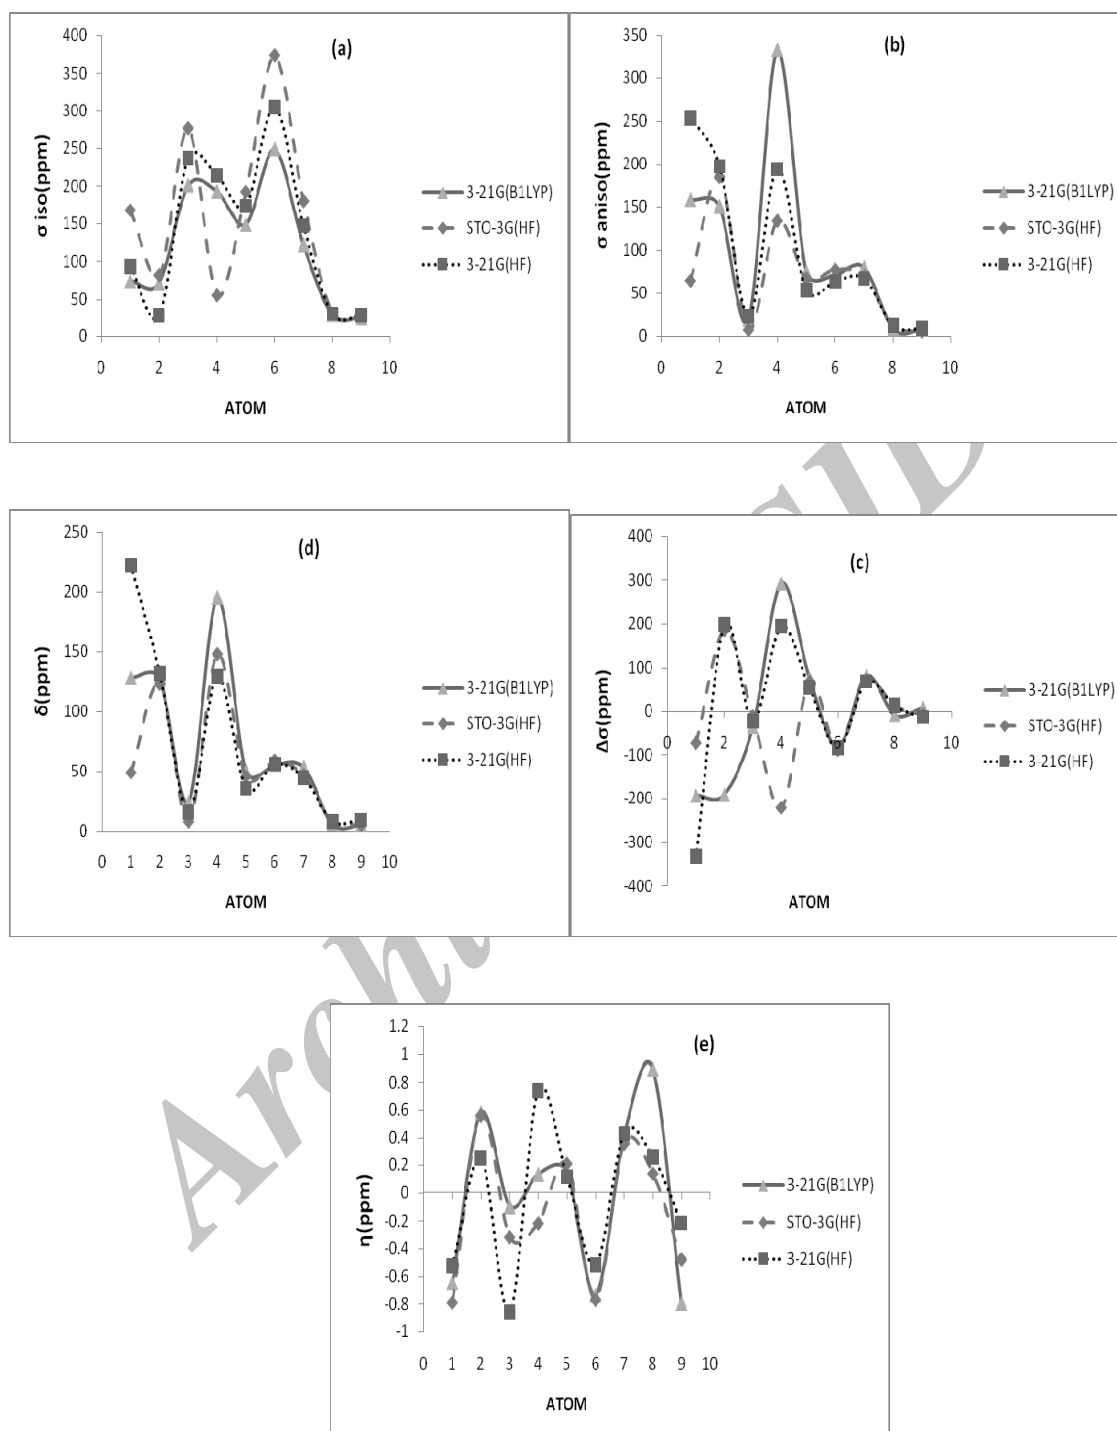 (a)
σ iso(ppm)
400
350
300
250
200
150
100
50
0
0 2 4 6 8 10
ATOM
3-21G(B1LYP)
STO-3G(HF)
3-21G(HF)
(b)
σ aniso(ppm)
350
300
250
200
150
100
50
0
0 2 4 6 8 10
ATOM
3-21G(B1LYP)
STO-3G(HF)
3-21G(HF)
(d)
δ(ppm)
250
200
150
100
50
0
0 1 2 3 4 5 6 7 8 9 10
ATOM
3-21G(B1LYP)
STO-3G(HF)
3-21G(HF)
(c)
Δσ(ppm)
400
300
200
100
0
-100
-200
-300
-400
0 2 4 6 8 10
ATOM
3-21G(B1LYP)
STO-3G(HF)
3-21G(HF)
(e)
η(ppm)
1.2
1
0.8
0.6
0.4
0.2
0
-0.2
-0.4
-0.6
-0.8
-1
0 1 2 3 4 5 6 7 8 9 10
ATOM
3-21G(B1LYP)
STO-3G(HF)
3-21G(HF)